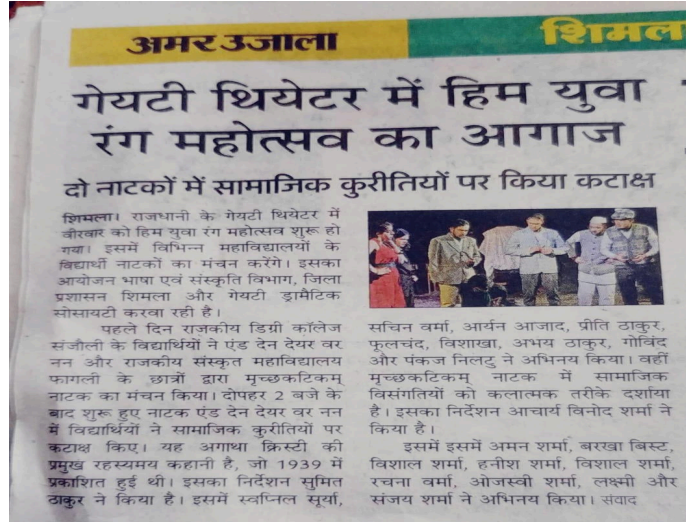 अमर उजाला
शिमल
गेयटी थियेटर में हिम युवा
रंग महोत्सव का आगाज
दो नाटकों में सामाजिक कुरीतियों पर किया कटाक्ष
शिमला। राजधानी के गेयटी थियेटर में
वीरवार को हिम युवा रंग महोत्सव शुरू हो
गया। इसमें विभिन्न महाविद्यालयों के
विद्यार्थी नाटकों का मंचन करेंगे। इसका
आयोजन भाषा एवं संस्कृति विभाग, जिला
प्रशासन शिमला और गेयटी ड्रामैटिक
सोसायटी करवा रही है।
पहले दिन राजकीय डिग्री कॉलेज
संजौली के विद्यार्थियों ने एंड देन देयर वर
नन और राजकीय संस्कृत महाविद्यालय
फागली के छात्रों द्वारा मृच्छकटिकम्
नाटक का मंचन किया। दोपहर 2 बजे के
बाद शुरू हुए नाटक एंड देन देयर वर नन
में विद्यार्थियों ने सामाजिक कुरीतियों पर
कटाक्ष किए। यह अगाथा क्रिस्टी की
प्रमुख रहस्यमय कहानी है, जो 1939 में
प्रकाशित हुई थी। इसका निर्देशन सुमित
ठाकुर ने किया है। इसमें स्वप्निल सूर्या,
सचिन वर्मा, आर्यन आजाद, प्रीति ठाकुर,
फूलचंद, विशाखा, अभय ठाकुर, गोविंद
और पंकज निलटु ने अभिनय किया। वहीं
मृच्छकटिकम् नाटक में सामाजिक
विसंगतियों को कलात्मक तरीके दर्शाया
है। इसका निर्देशन आचार्य विनोद शर्मा ने
किया है।
इसमें इसमें अमन शर्मा, बरखा बिस्ट,
विशाल शर्मा, हनीश शर्मा, विशाल शर्मा,
रचना वर्मा, ओजस्वी शर्मा, लक्ष्मी और
संजय शर्मा ने अभिनय किया। संवाद